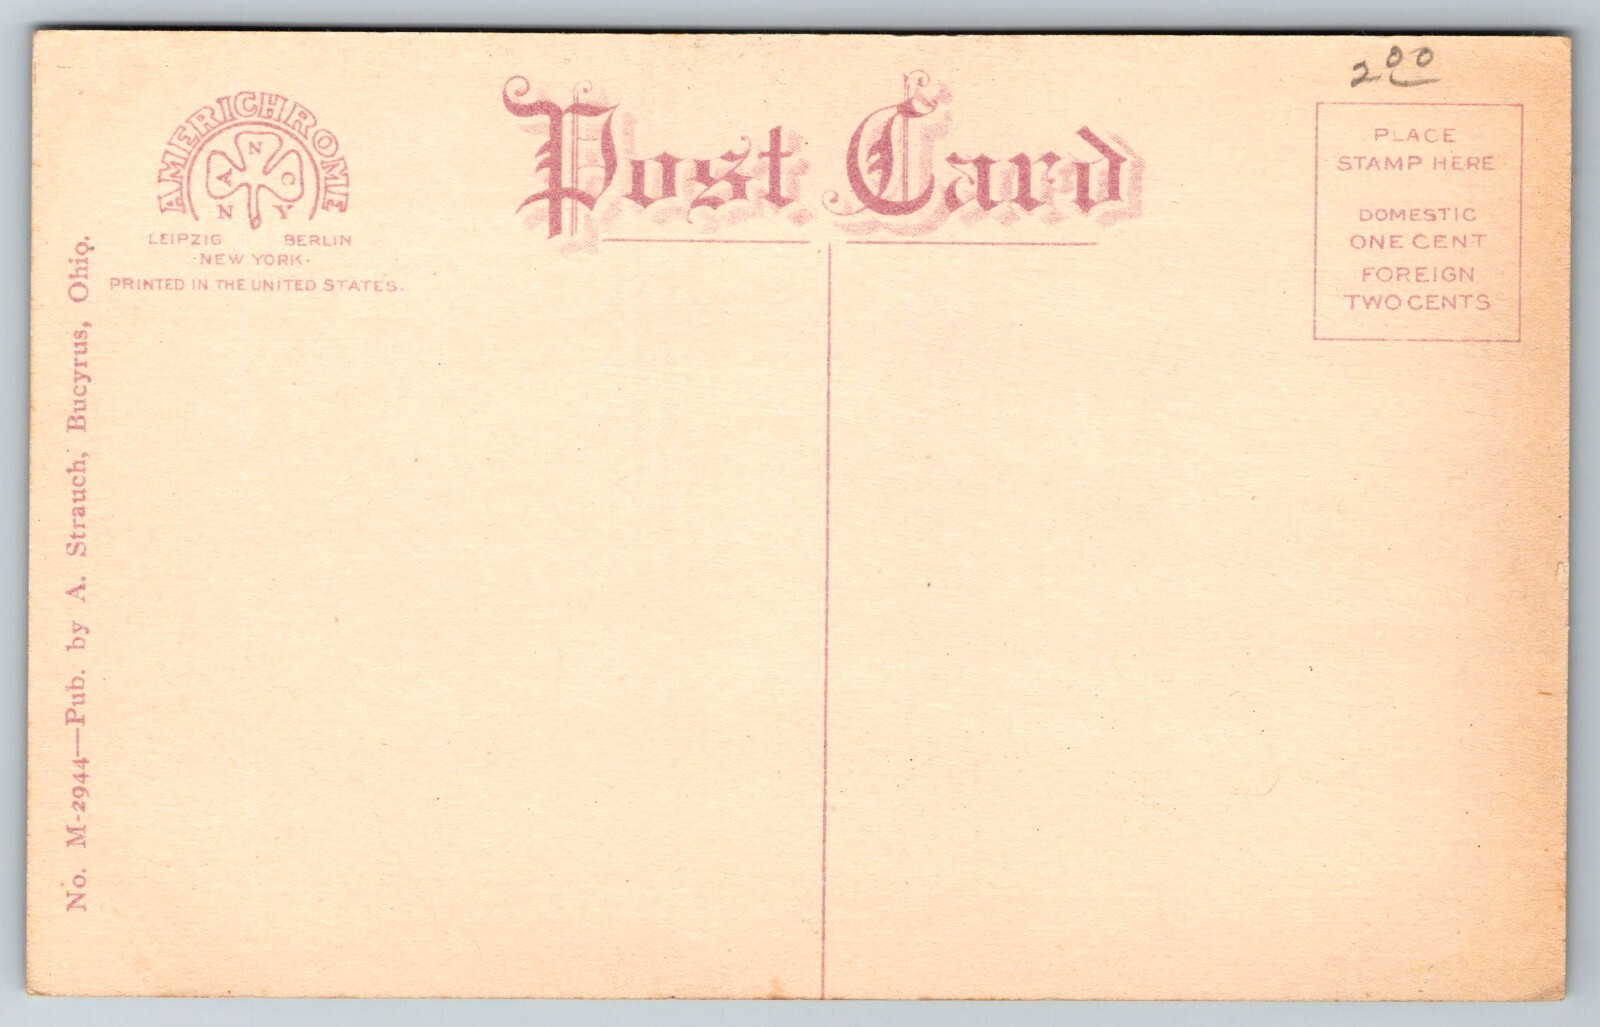 2 00
AMERICHROME
N
A C
N Y
LEIPZIG BERLIN
·NEW YORK·
PRINTED IN THE UNITED STATES.
Post Card
PLACE
STAMP HERE
DOMESTIC
ONE CENT
FOREIGN
TWO CENTS
No. M-2944—Pub. by A. Strauch, Bucyrus, Ohio.